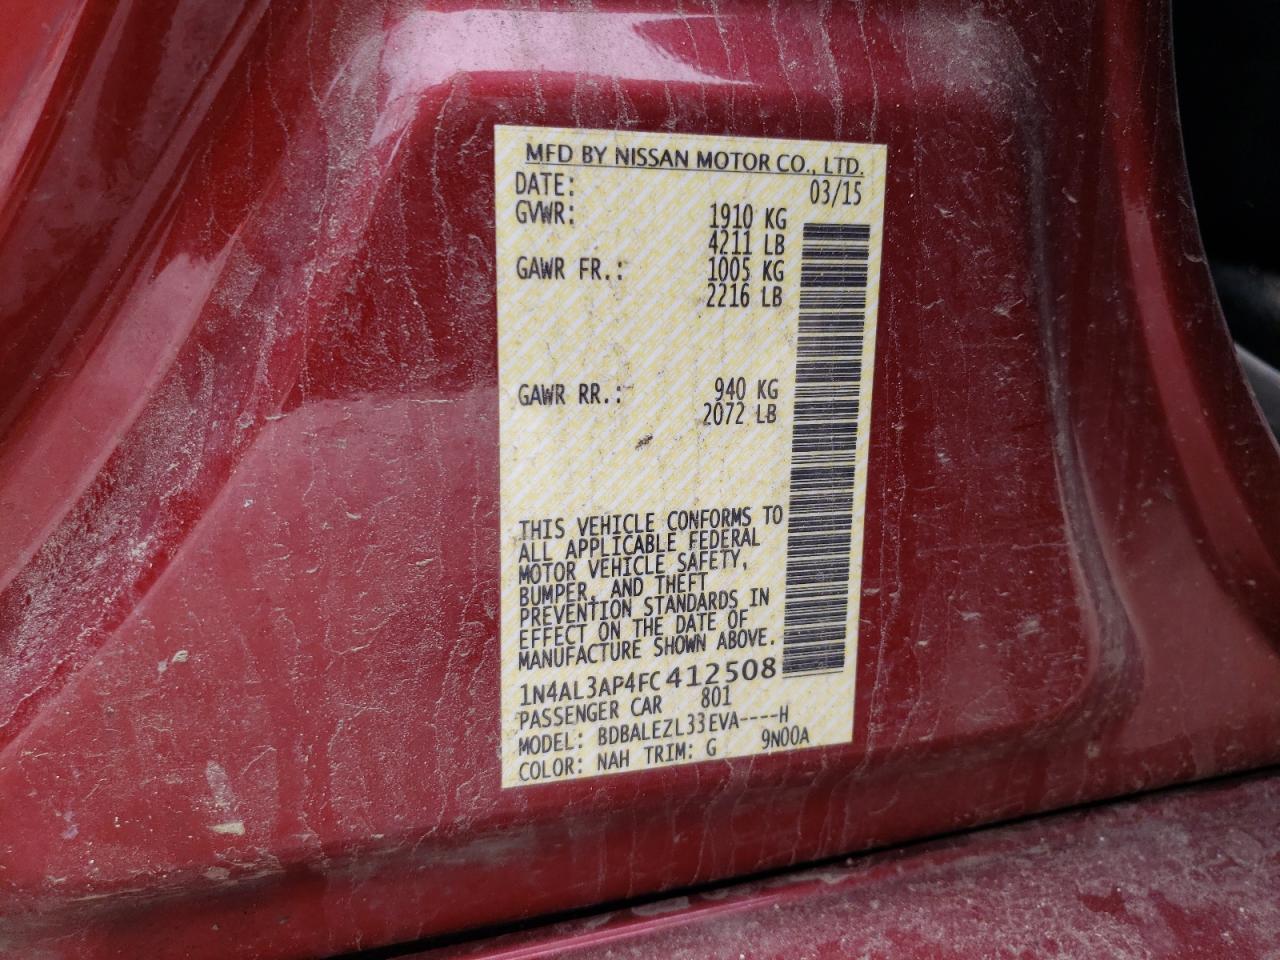 MFD BY NISSAN MOTOR CO., LTD.
DATE: 03/15
GVWR: 1910 KG
4211 LB
GAWR FR.: 1005 KG
2216 LB
GAWR RR.: 940 KG
2072 LB
THIS VEHICLE CONFORMS TO
ALL APPLICABLE FEDERAL
MOTOR VEHICLE SAFETY,
BUMPER, AND THEFT
PREVENTION STANDARDS IN
EFFECT ON THE DATE OF
MANUFACTURE SHOWN ABOVE.
1N4AL3AP4FC412508
PASSENGER CAR 801
MODEL: BDBALEZL33EVA----H
COLOR: NAH TRIM: G 9N00A